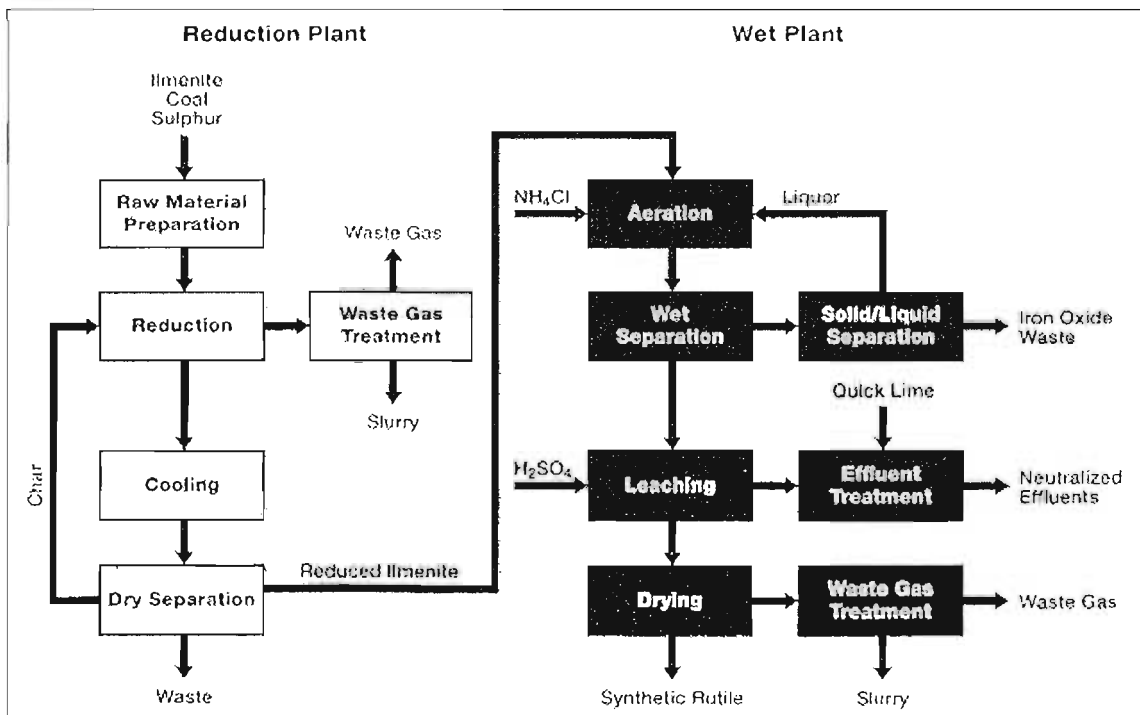 Reduction Plant
Wet Plant
Ilmenite
Coal
Sulphur
Raw Material
Preparation
Waste Gas
Reduction
Waste Gas
Treatment
Slurry
Char
Cooling
Dry Separation
Reduced Ilmenite
Waste
NH₄Cl
Aeration
Liquor
Wet
Separation
Solid/Liquid
Separation
Iron Oxide
Waste
Quick Lime
H₂SO₄
Leaching
Effluent
Treatment
Neutralized
Effluents
Drying
Waste Gas
Treatment
Waste Gas
Synthetic Rutile
Slurry